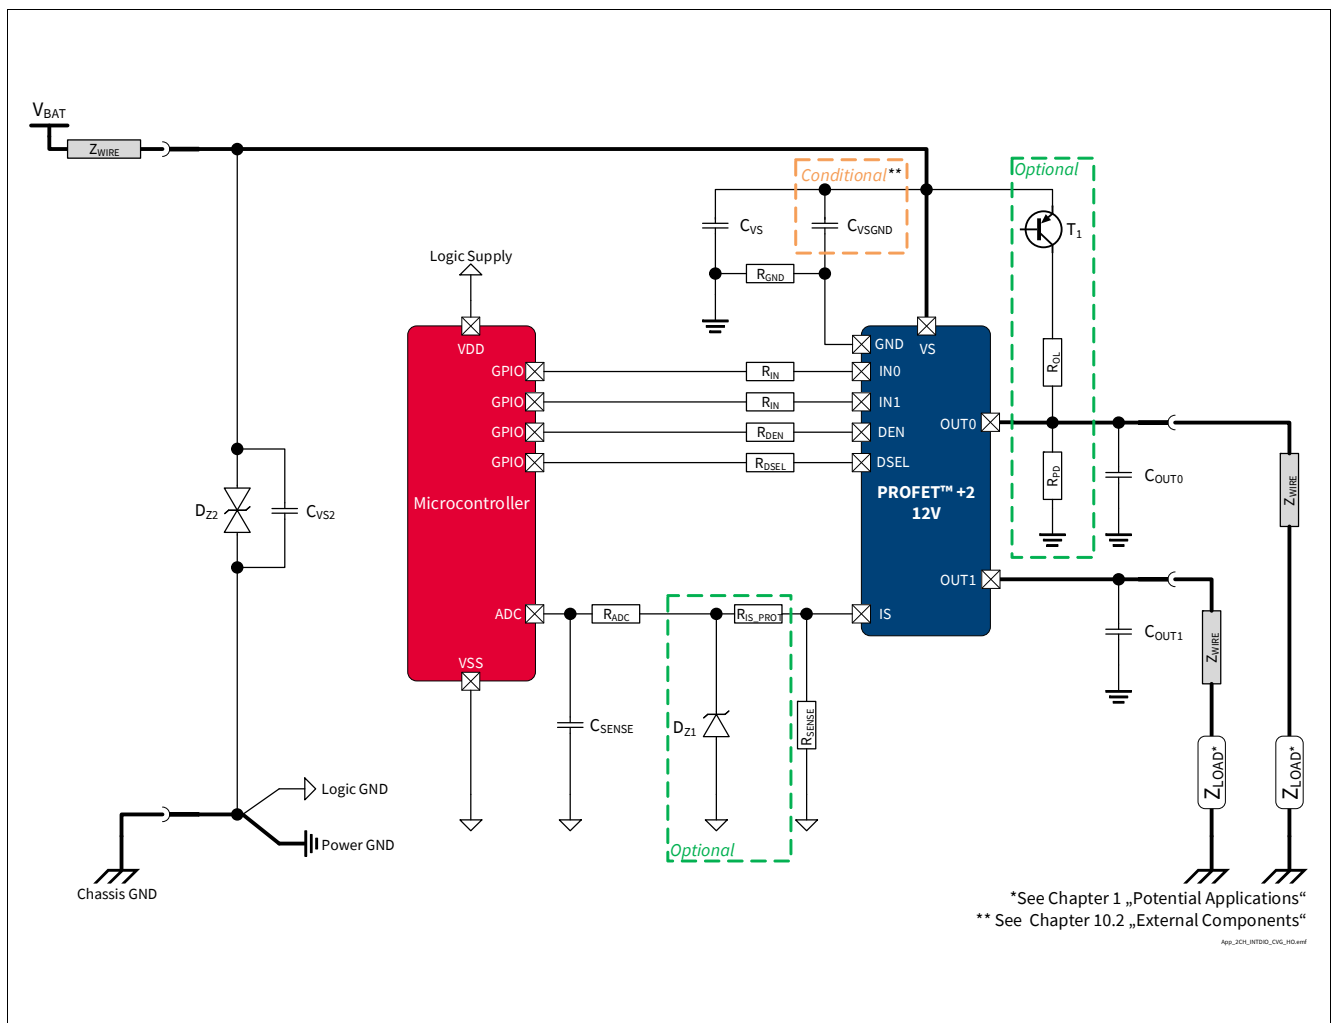 VBAT
ZWIRE
Conditional**
Optional
CVS
CVSGND
T1
Logic Supply
RGND
VDD
GND
VS
GPIO
RIN
IN0
ROL
GPIO
RIN
IN1
GPIO
RDEN
DEN
OUT0
GPIO
RDSEL
DSEL
RPD
COUT0
ZWIRE
PROFET™ +2
12V
Microcontroller
DZ2
CVS2
OUT1
ADC
RADC
RIS_PROT
IS
COUT1
ZWIRE
VSS
CSENSE
DZ1
RSENSE
ZLOAD*
ZLOAD*
Logic GND
Power GND
Optional
Chassis GND
*See Chapter 1 „Potential Applications“
** See Chapter 10.2 „External Components“
App_2CH_INTDIO_CVG_HO.emf